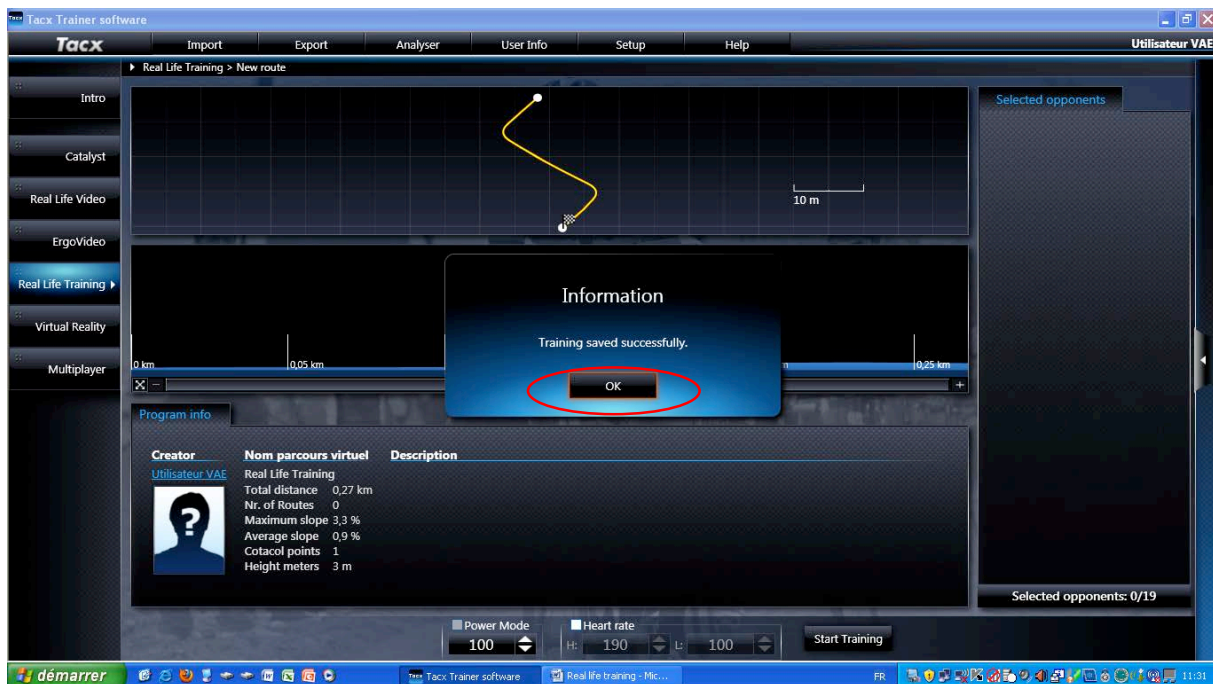 Tacx Trainer software
Tacx Import Export Analyser User Info Setup Help Utilisateur VAE
Real Life Training > New route
Intro
Catalyst
Real Life Video
ErgoVideo
Real Life Training
Virtual Reality
Multiplayer
10 m
Selected opponents
0 km 0,05 km 0,25 km
Information
Training saved successfully.
OK
Program info
Creator Nom parcours virtuel Description
Utilisateur VAE Real Life Training
Total distance 0,27 km
Nr. of Routes 0
Maximum slope 3,3 %
Average slope 0,9 %
Cotacol points 1
Height meters 3 m
Selected opponents: 0/19
Power Mode Heart rate
100 H: 190 L: 100 Start Training
démarrer Tacx Trainer software Real life training - Mic... FR 11:31